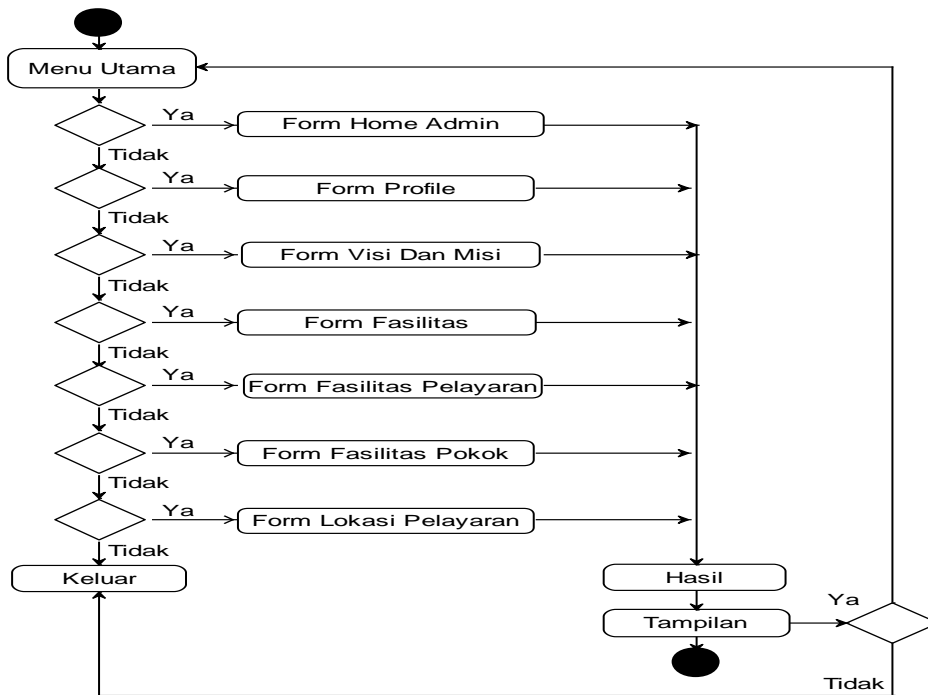 Menu Utama
Ya
Form Home Admin
Tidak
Ya
Form Profile
Tidak
Ya
Form Visi Dan Misi
Tidak
Ya
Form Fasilitas
Tidak
Ya
Form Fasilitas Pelayaran
Tidak
Ya
Form Fasilitas Pokok
Tidak
Ya
Form Lokasi Pelayaran
Tidak
Keluar
Hasil
Ya
Tampilan
Tidak